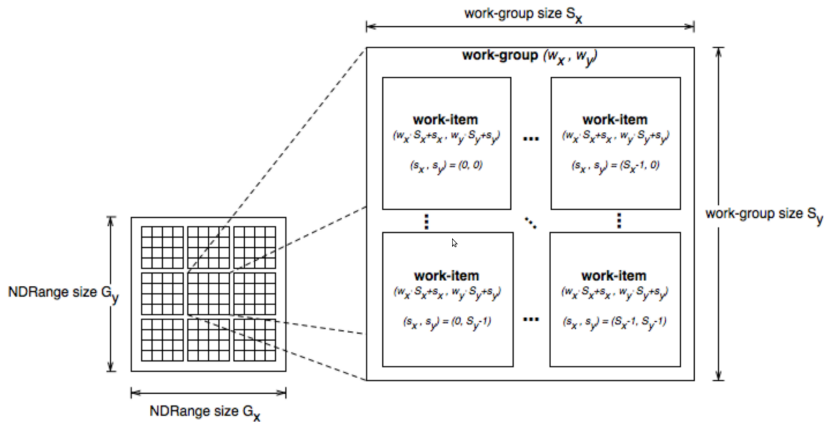 work-group size Sx
work-group (wx , wy)
work-item
(wx·Sx+sx , wy·Sy+sy)
(sx , sy) = (0, 0)
...
work-item
(wx·Sx+sx , wy·Sy+sy)
(sx , sy) = (Sx-1, 0)
work-group size Sy
work-item
(wx·Sx+sx , wy·Sy+sy)
(sx , sy) = (0, Sy-1)
...
work-item
(wx·Sx+sx , wy·Sy+sy)
(sx , sy) = (Sx-1, Sy-1)
NDRange size Gy
NDRange size Gx